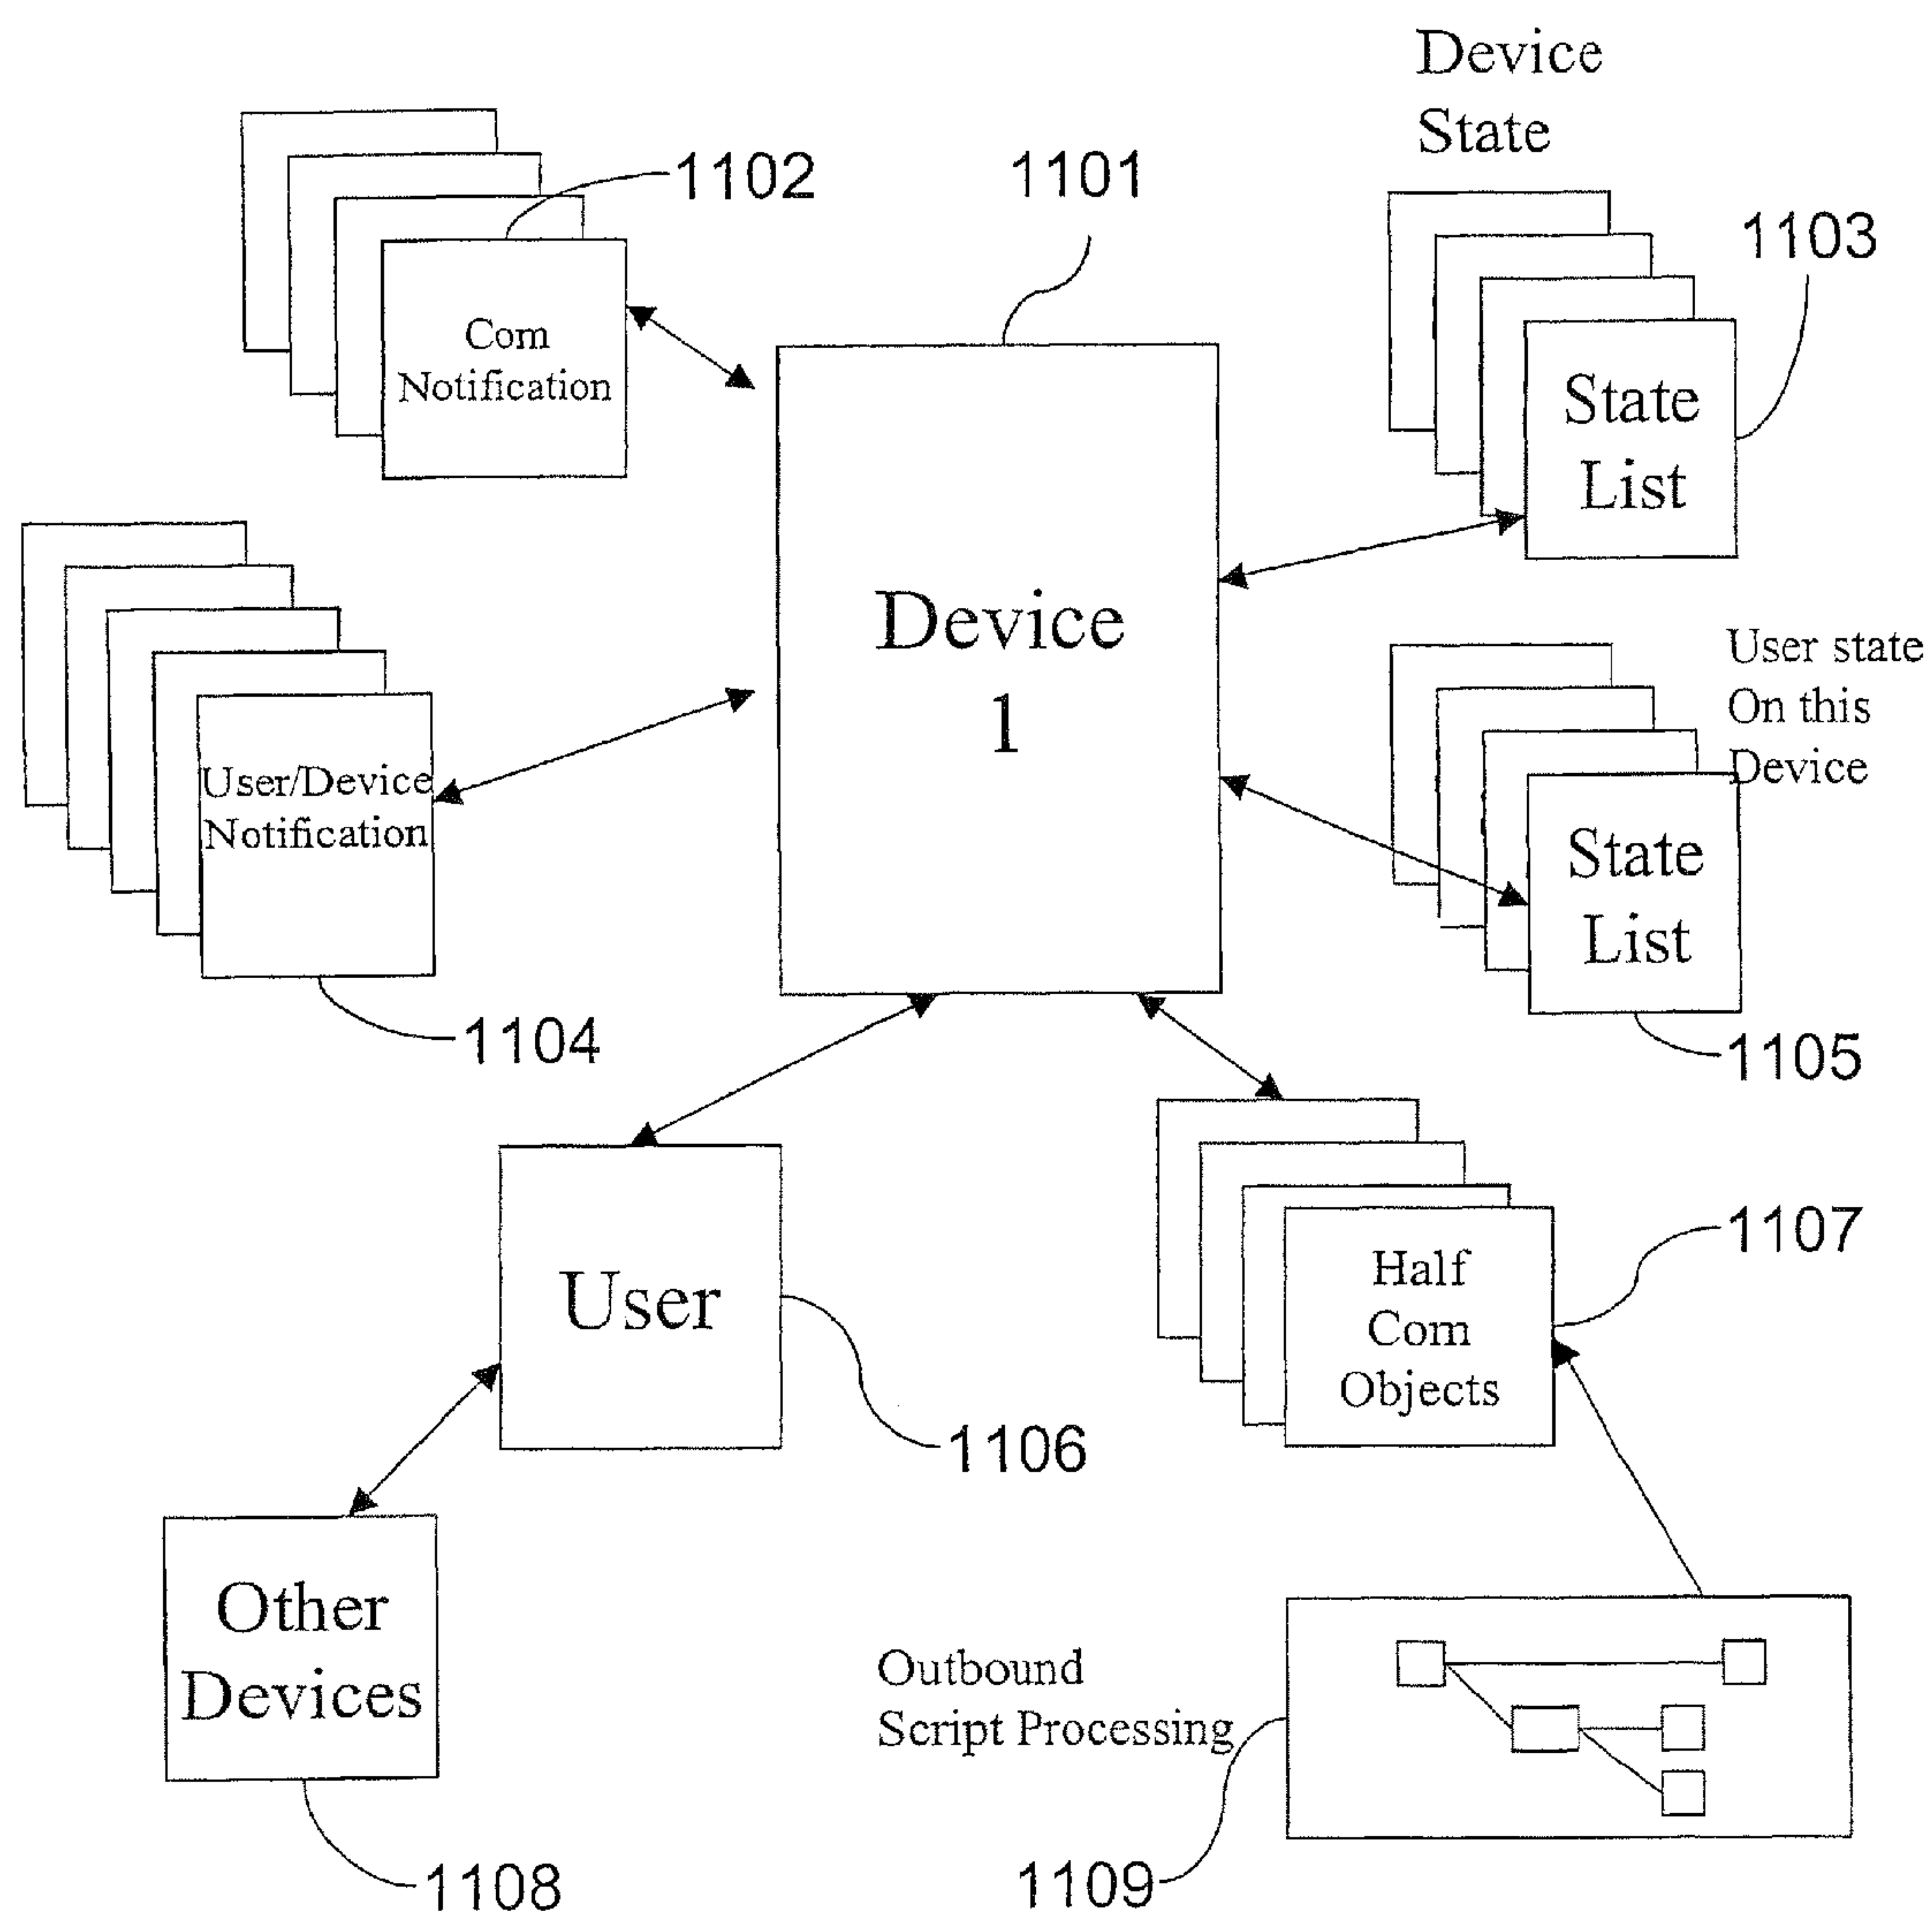 Device
State
1102
1101
1103
Com
Notification
State
List
Device
1
User state
On this
Device
User/Device
Notification
State
List
1104
1105
1107
Half
Com
Objects
User
1106
Other
Devices
Outbound
Script Processing
1108
1109